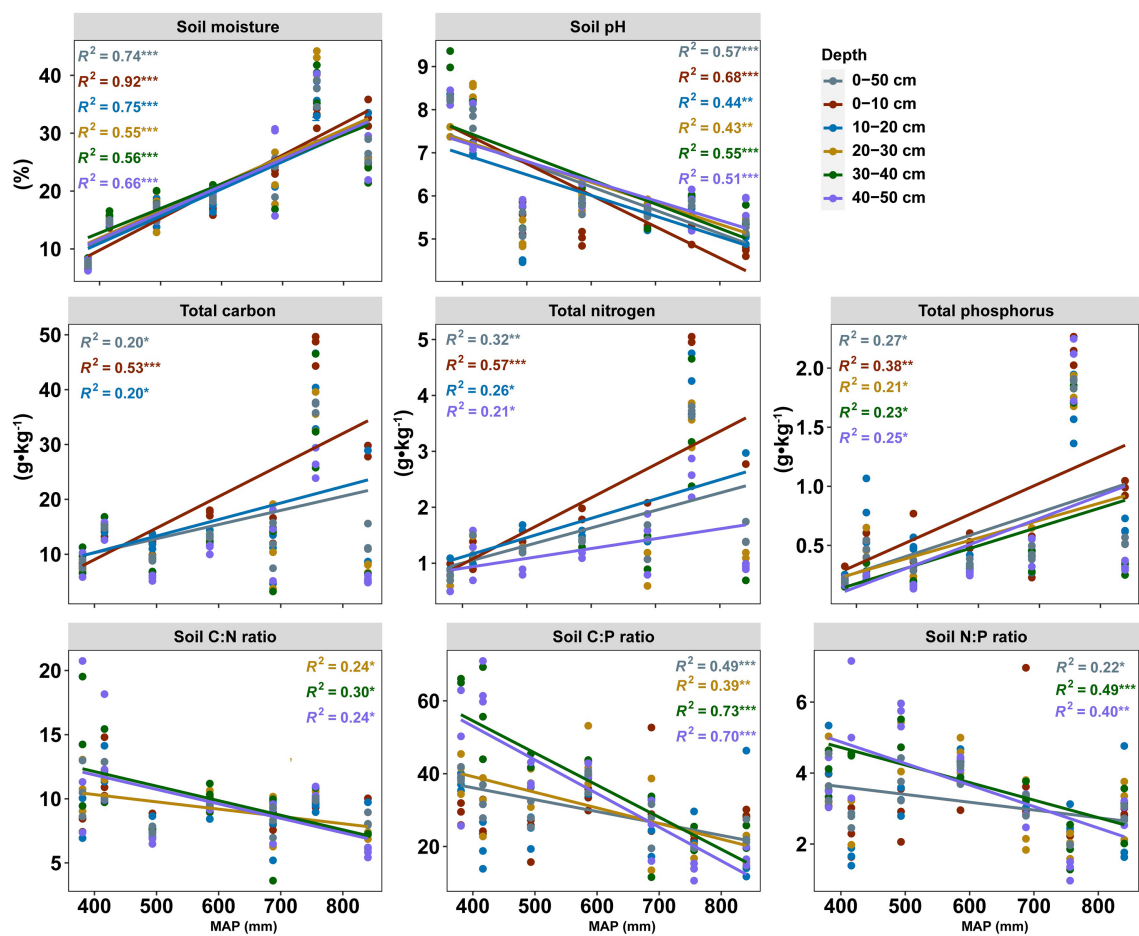 Soil moisture
R² = 0.74***
R² = 0.92***
R² = 0.75***
R² = 0.55***
R² = 0.56***
R² = 0.66***
40
30
20
10
(%)
Soil pH
R² = 0.57***
R² = 0.68***
R² = 0.44**
R² = 0.43**
R² = 0.55***
R² = 0.51***
9
8
7
6
5
Depth
0−50 cm
0−10 cm
10−20 cm
20−30 cm
30−40 cm
40−50 cm
Total carbon
R² = 0.20*
R² = 0.53***
R² = 0.20*
50
40
30
20
10
(g•kg⁻¹)
Total nitrogen
R² = 0.32**
R² = 0.57***
R² = 0.26*
R² = 0.21*
5
4
3
2
1
(g•kg⁻¹)
Total phosphorus
R² = 0.27*
R² = 0.38**
R² = 0.21*
R² = 0.23*
R² = 0.25*
2.0
1.5
1.0
0.5
(g•kg⁻¹)
Soil C:N ratio
R² = 0.24*
R² = 0.30*
R² = 0.24*
20
15
10
5
400 500 600 700 800
MAP (mm)
Soil C:P ratio
R² = 0.49***
R² = 0.39**
R² = 0.73***
R² = 0.70***
60
40
20
400 500 600 700 800
MAP (mm)
Soil N:P ratio
R² = 0.22*
R² = 0.49***
R² = 0.40**
6
4
2
400 500 600 700 800
MAP (mm)